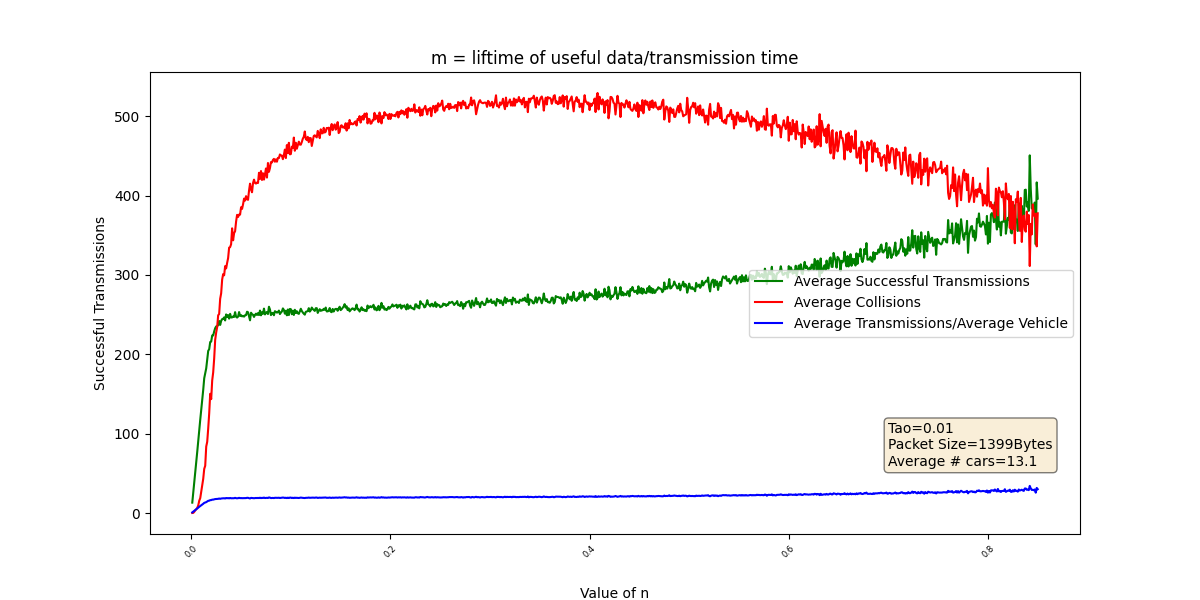 m = liftime of useful data/transmission time
Successful Transmissions
500
400
300
200
100
0
Average Successful Transmissions
Average Collisions
Average Transmissions/Average Vehicle
Tao=0.01
Packet Size=1399Bytes
Average # cars=13.1
0.0
0.2
0.4
0.6
0.8
Value of n